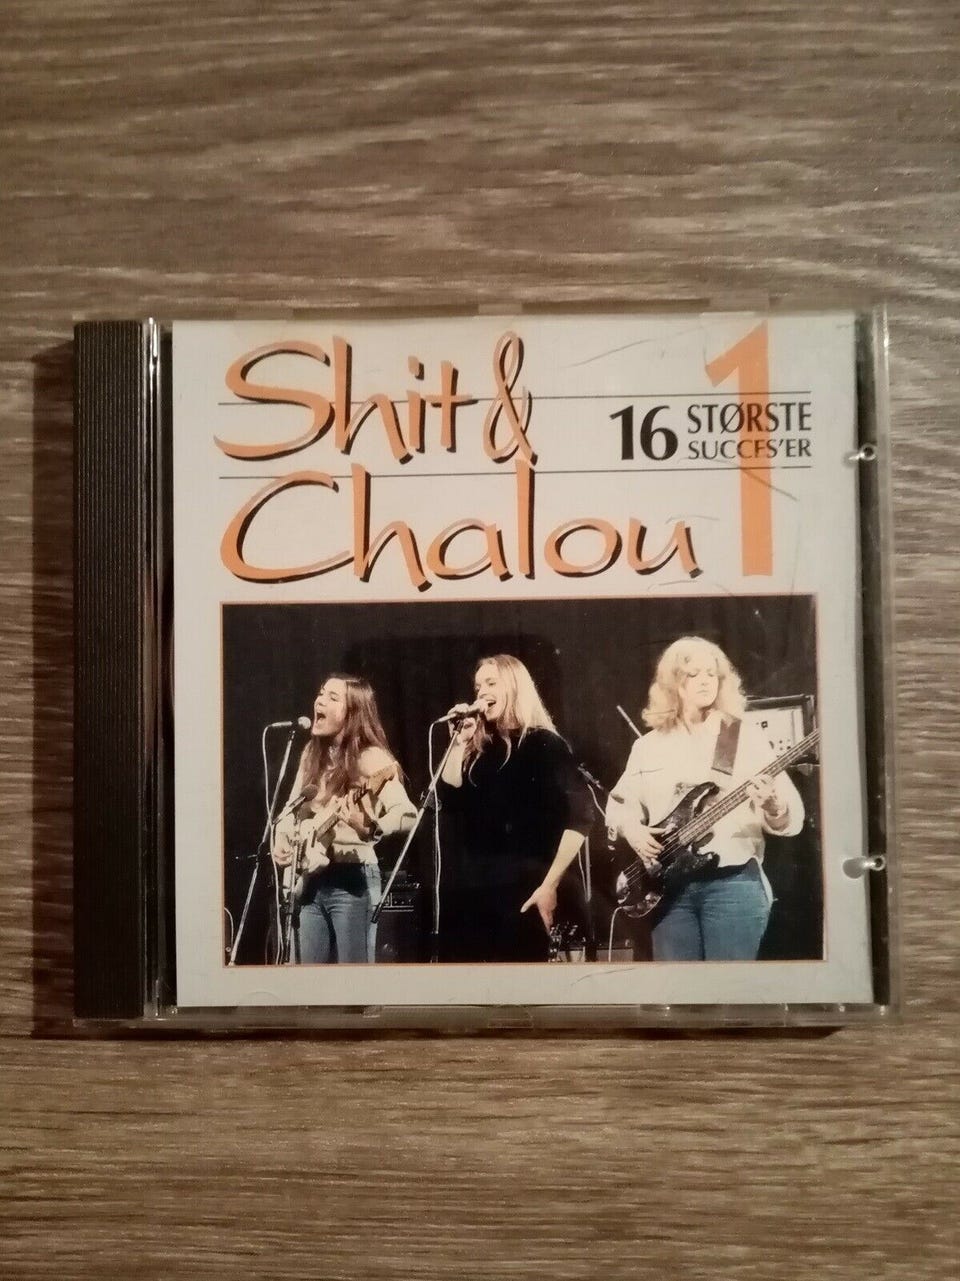 Shit &
Chalou
1
16 STØRSTE
SUCCES'ER